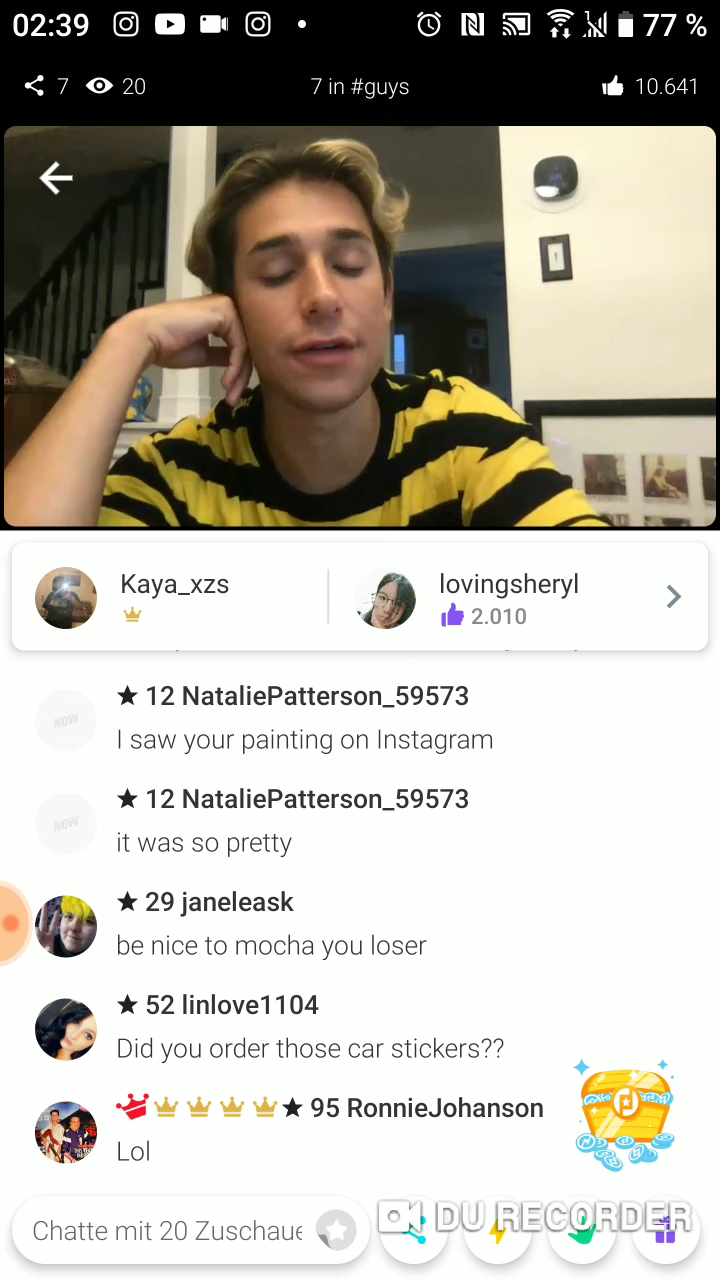 02:39
77 %
7
20
7 in #guys
10.641
Kaya_xzs
lovingsheryl
2.010
12 NataliePatterson_59573
NOW
I saw your painting on Instagram
12 NataliePatterson_59573
NOW
it was so pretty
29 janeleask
be nice to mocha you loser
52 linlove1104
Did you order those car stickers??
95 RonnieJohanson
Lol
Chatte mit 20 Zuschaue
DU RECORDER